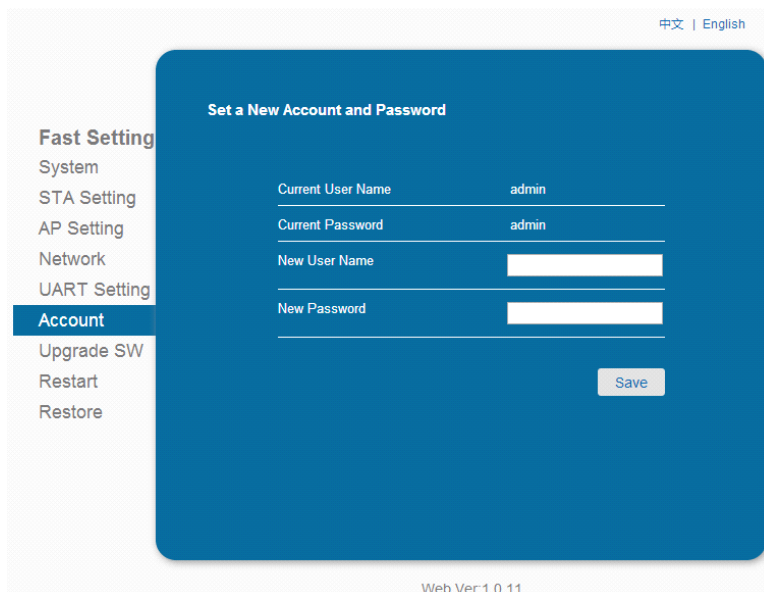 中文 | English
Fast Setting
System
STA Setting
AP Setting
Network
UART Setting
Account
Upgrade SW
Restart
Restore
Set a New Account and Password
Current User Name admin
Current Password admin
New User Name
New Password
Save
Web Ver:1.0.11